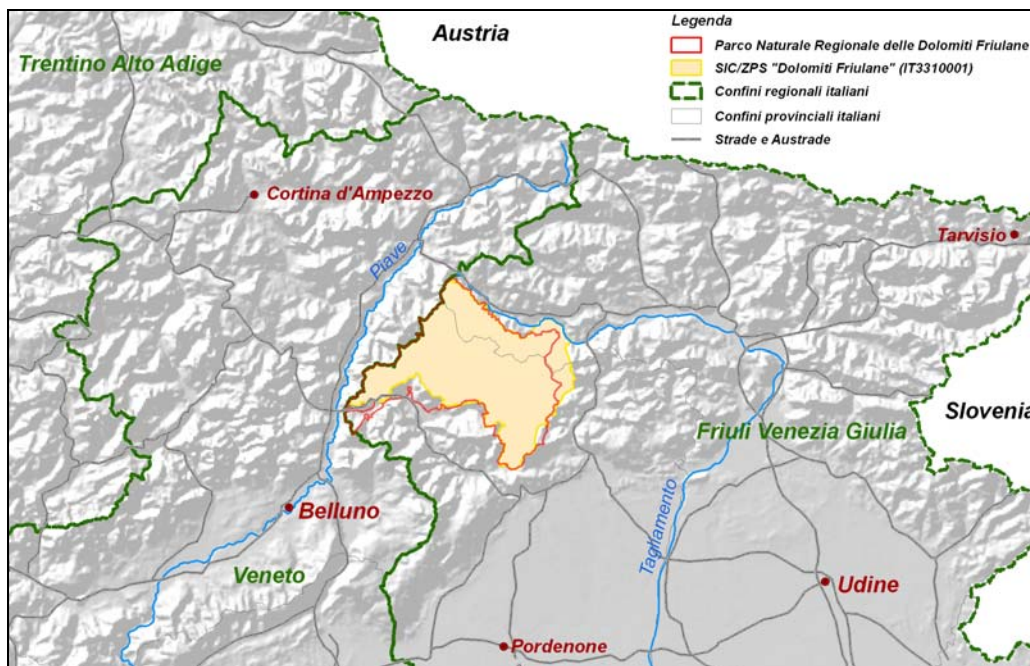 Austria
Legenda
Parco Naturale Regionale delle Dolomiti Friulane
SIC/ZPS "Dolomiti Friulane" (IT3310001)
Confini regionali italiani
Confini provinciali italiani
Strade e Austrade
Trentino Alto Adige
Cortina d'Ampezzo
Tarvisio
Piave
Slovenia
Friuli Venezia Giulia
Tagliamento
Belluno
Veneto
Udine
Pordenone